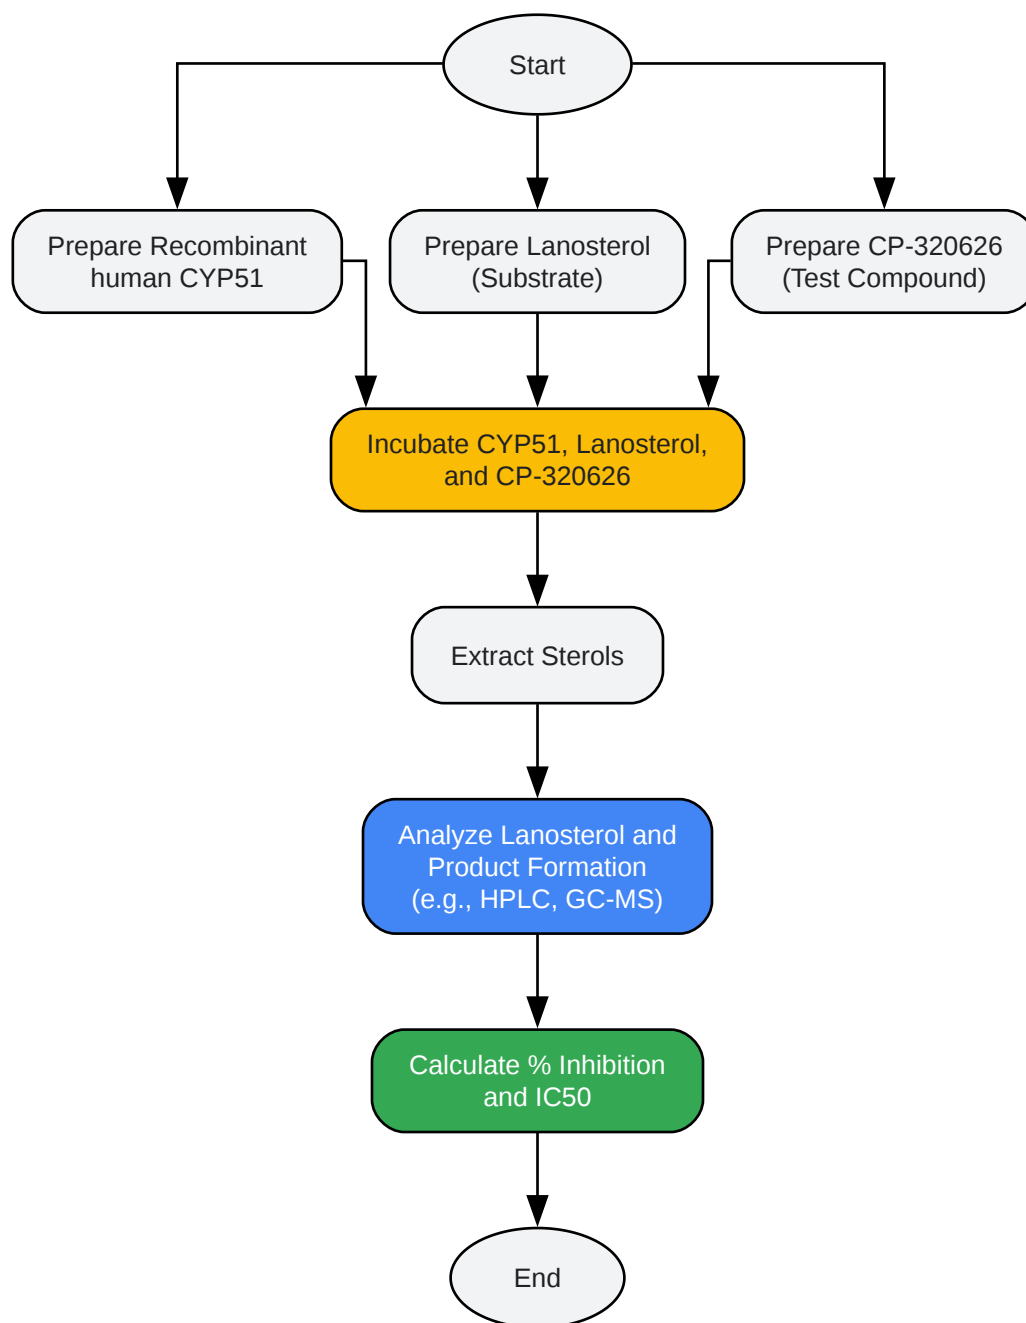 Start
Prepare Recombinant
human CYP51
Prepare Lanosterol
(Substrate)
Prepare CP-320626
(Test Compound)
Incubate CYP51, Lanosterol,
and CP-320626
Extract Sterols
Analyze Lanosterol and
Product Formation
(e.g., HPLC, GC-MS)
Calculate % Inhibition
and IC50
End